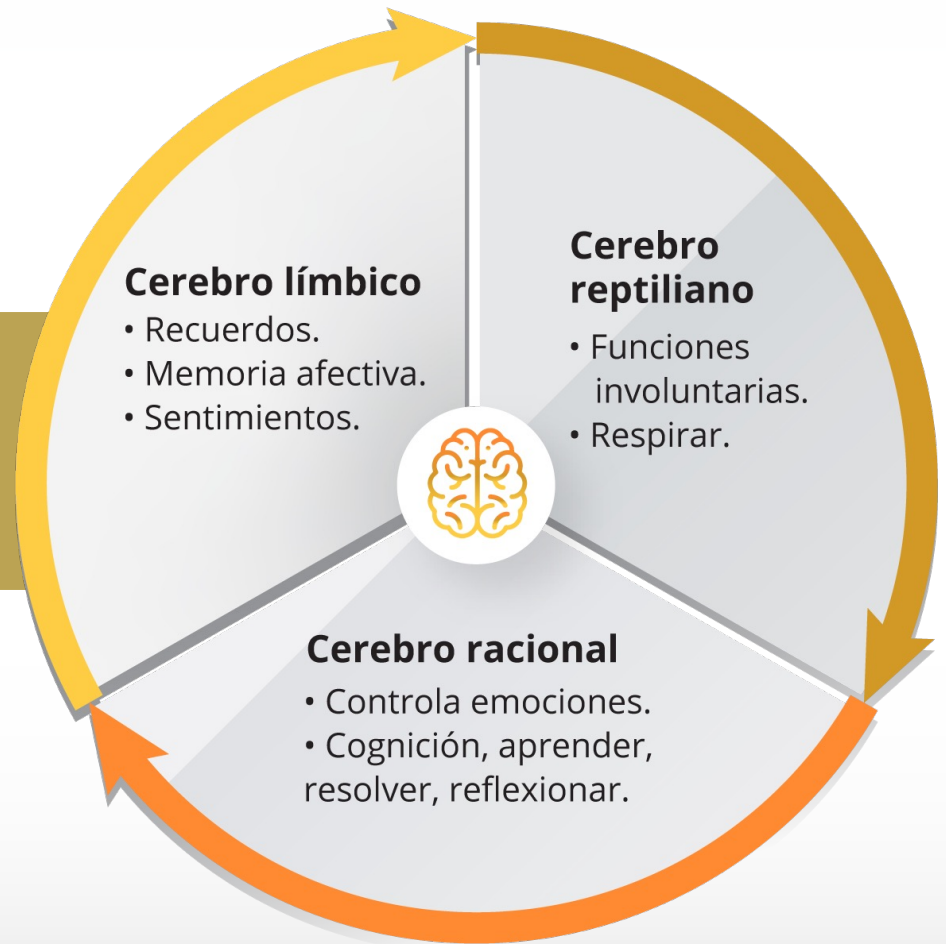 Cerebro límbico
• Recuerdos.
• Memoria afectiva.
• Sentimientos.
Cerebro
reptiliano
• Funciones
involuntarias.
• Respirar.
Cerebro racional
• Controla emociones.
• Cognición, aprender,
resolver, reflexionar.